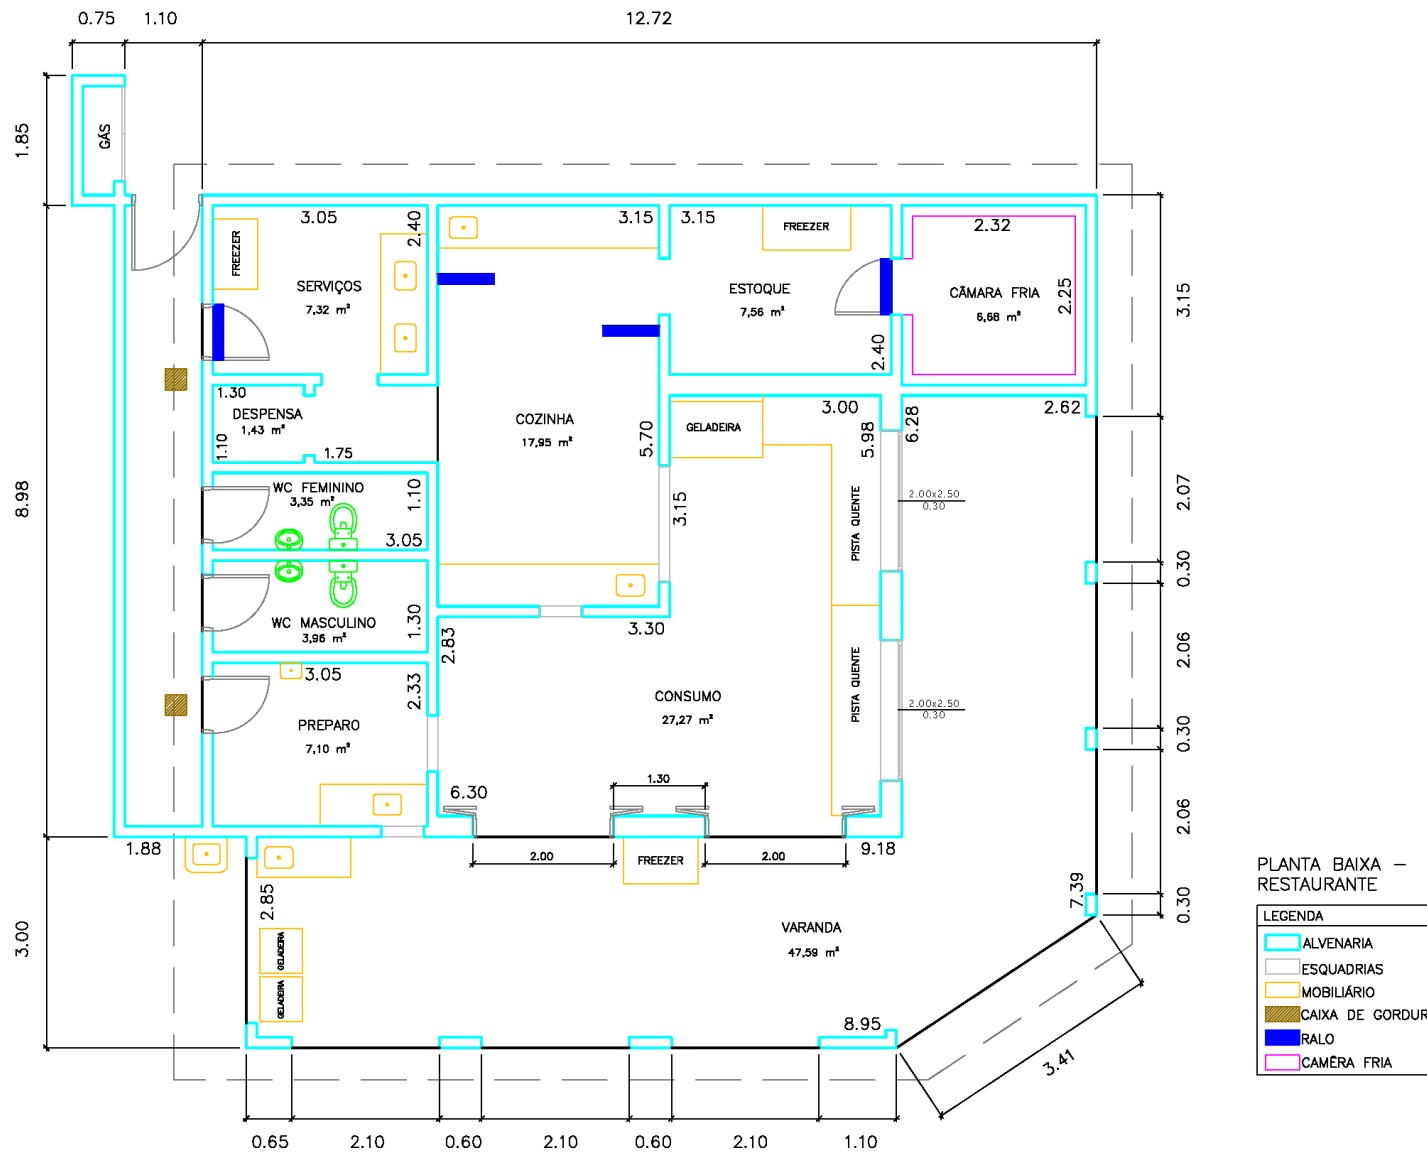 0.75 1.10 12.72
1.85
GÁS
3.05
2.40
3.15
3.15
2.32
FREEZER
FREEZER
SERVIÇOS
7,32 m²
ESTOQUE
7,56 m²
CÂMARA FRIA
6,68 m²
2.25
3.15
2.40
1.30
DESPENSA
1,43 m²
1.10
1.75
COZINHA
17,95 m²
5.70
GELADEIRA
3.00
5.98
6.28
2.62
8.98
WC FEMININO
3,35 m²
1.10
3.05
3.15
PISTA QUENTE
2.00x2.50
0.30
2.07
0.30
WC MASCULINO
3,96 m²
1.30
2.83
3.30
2.06
3.05
2.33
PREPARO
7,10 m²
CONSUMO
27,27 m²
PISTA QUENTE
2.00x2.50
0.30
0.30
6.30
1.30
2.06
1.88
2.00
FREEZER
2.00
9.18
2.85
7.39
0.30
3.00
GELADEIRA
GELADEIRA
VARANDA
47,59 m²
8.95
3.41
0.65 2.10 0.60 2.10 0.60 2.10 1.10
PLANTA BAIXA –
RESTAURANTE
LEGENDA
ALVENARIA
ESQUADRIAS
MOBILIÁRIO
CAIXA DE GORDUR
RALO
CAMÊRA FRIA